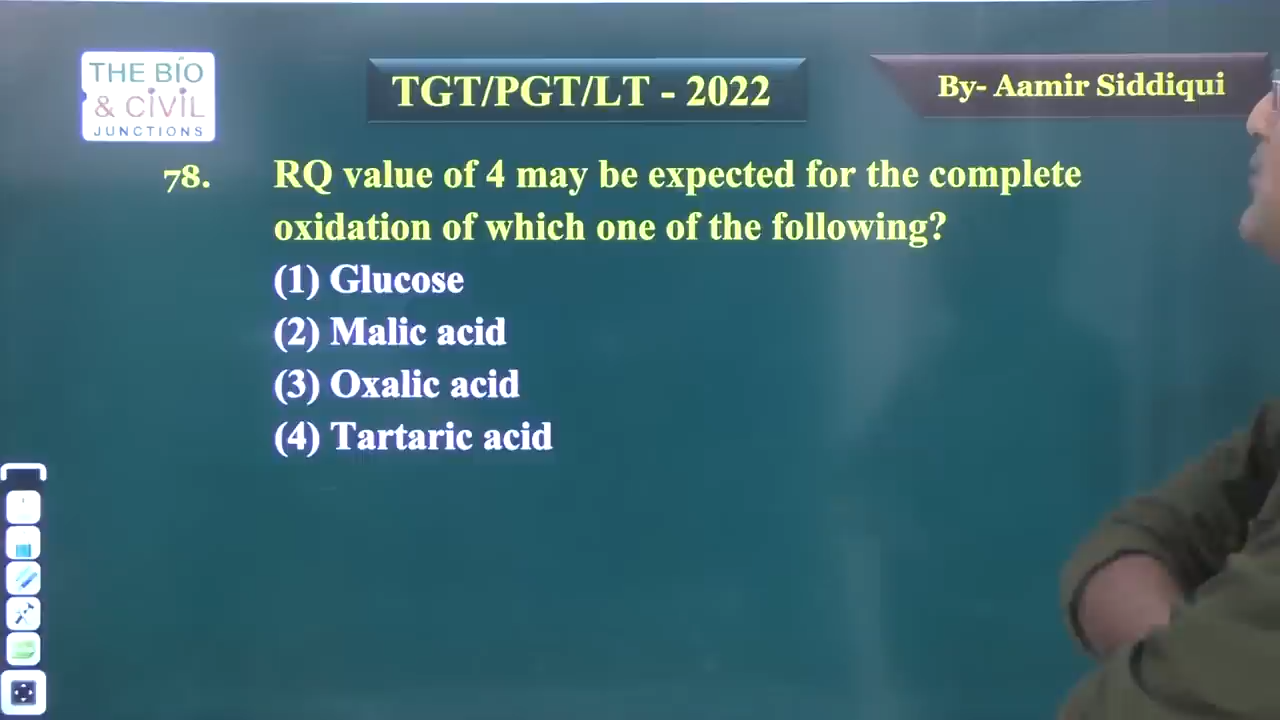 THE BIO
& CIVIL
JUNCTIONS
TGT/PGT/LT - 2022
By- Aamir Siddiqui
78. RQ value of 4 may be expected for the complete
oxidation of which one of the following?
(1) Glucose
(2) Malic acid
(3) Oxalic acid
(4) Tartaric acid